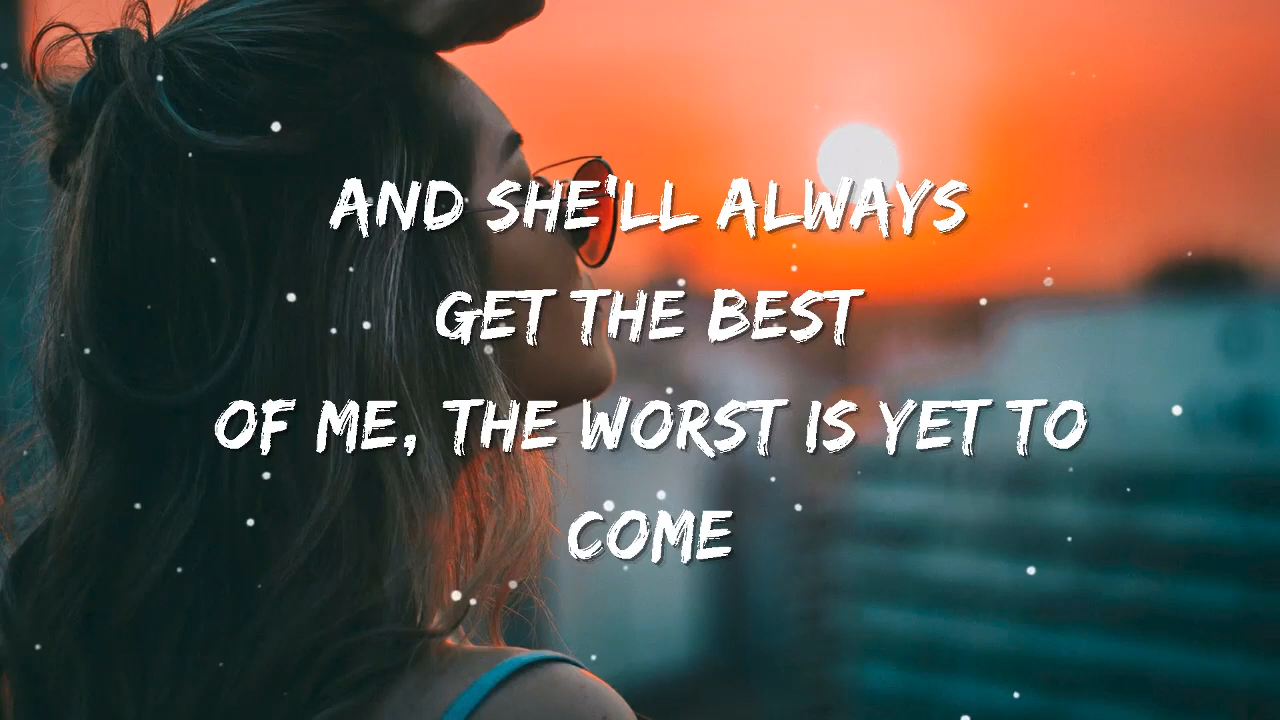 AND SHE'LL ALWAYS
GET THE BEST
OF ME, THE WORST IS YET TO
COME